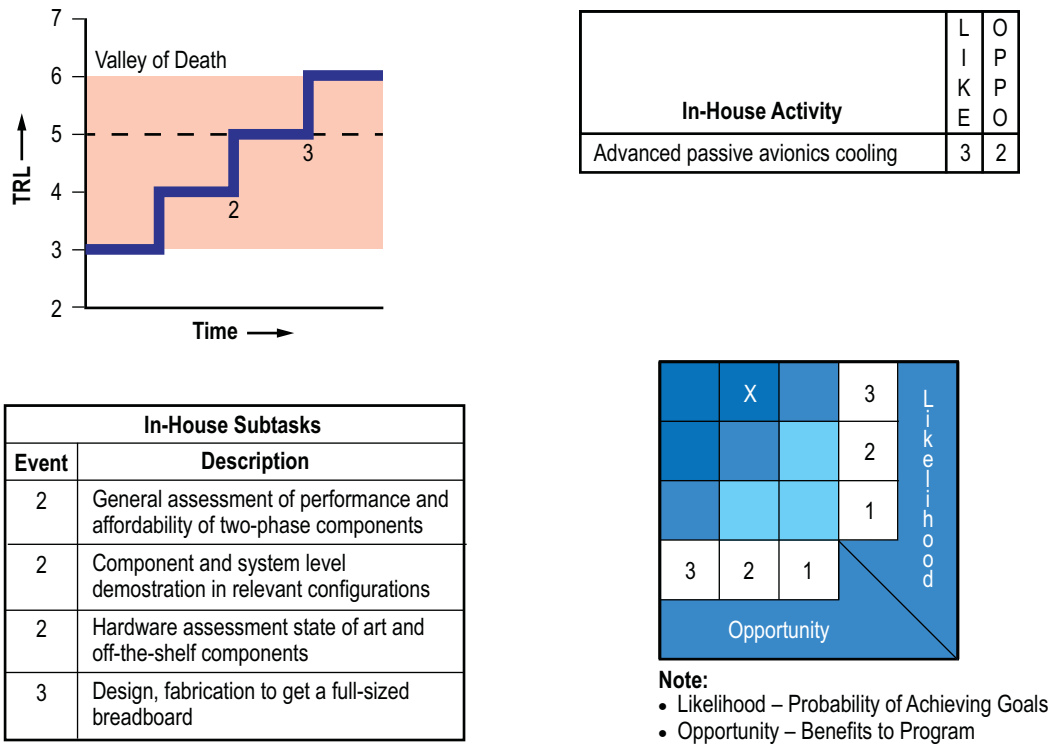 7
6
5
4
3
2
TRL
Valley of Death
2
3
Time
In-House Activity
LIKE
OPPO
Advanced passive avionics cooling 3 2
In-House Subtasks
Event Description
2 General assessment of performance and
affordability of two-phase components
2 Component and system level
demostration in relevant configurations
2 Hardware assessment state of art and
off-the-shelf components
3 Design, fabrication to get a full-sized
breadboard
X 3
2
1
3 2 1
Likelihood
Opportunity
Note:
• Likelihood – Probability of Achieving Goals
• Opportunity – Benefits to Program